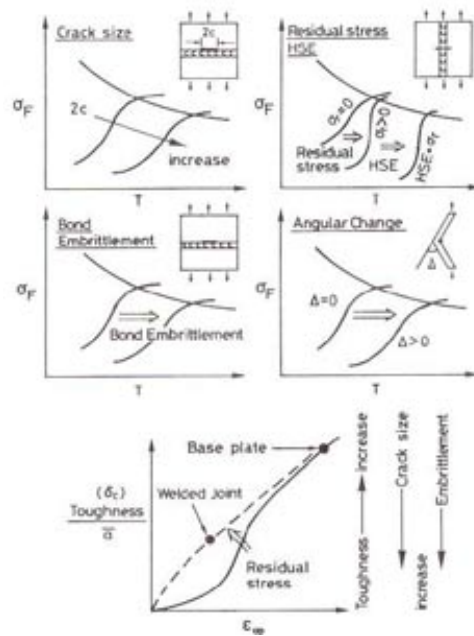 Crack size
2c
σF
2c
increase
T
Residual stress
HSE
σr=0
σr>0
Residual stress
HSE
HSE+σr
T
Bond
Embrittlement
σF
Bond Embrittlement
T
Angular Change
Δ
σF
Δ=0
Δ>0
T
Base plate
(δc)
Toughness
ā
Welded Joint
Residual
stress
ε∞
Toughness
increase
Crack size
increase
Embrittlement